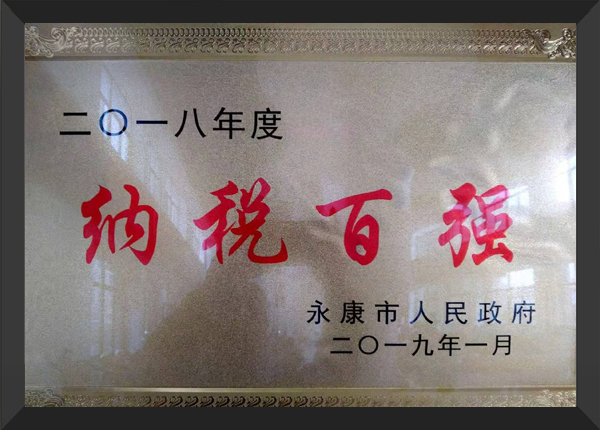 二〇一八年度
纳税百强
永康市人民政府
二〇一九年一月